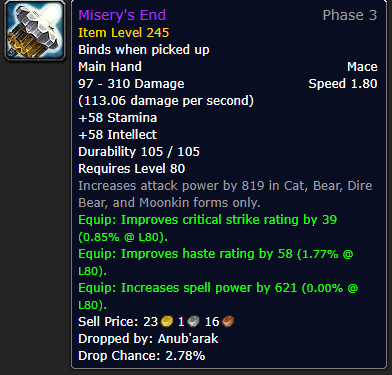 Misery's End Phase 3
Item Level 245
Binds when picked up
Main Hand Mace
97 - 310 Damage Speed 1.80
(113.06 damage per second)
+58 Stamina
+58 Intellect
Durability 105 / 105
Requires Level 80
Increases attack power by 819 in Cat, Bear, Dire
Bear, and Moonkin forms only.
Equip: Improves critical strike rating by 39
(0.85% @ L80).
Equip: Improves haste rating by 58 (1.77% @
L80).
Equip: Increases spell power by 621 (0.00% @
L80).
Sell Price: 23 1 16
Dropped by: Anub'arak
Drop Chance: 2.78%